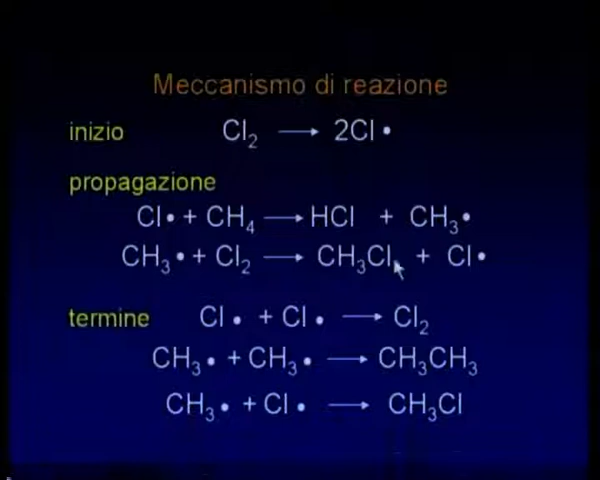 Meccanismo di reazione
inizio Cl₂ ⟶ 2Cl•
propagazione
Cl• + CH₄ ⟶ HCl + CH₃•
CH₃• + Cl₂ ⟶ CH₃Cl + Cl•
termine Cl• + Cl• ⟶ Cl₂
CH₃• + CH₃• ⟶ CH₃CH₃
CH₃• + Cl• ⟶ CH₃Cl